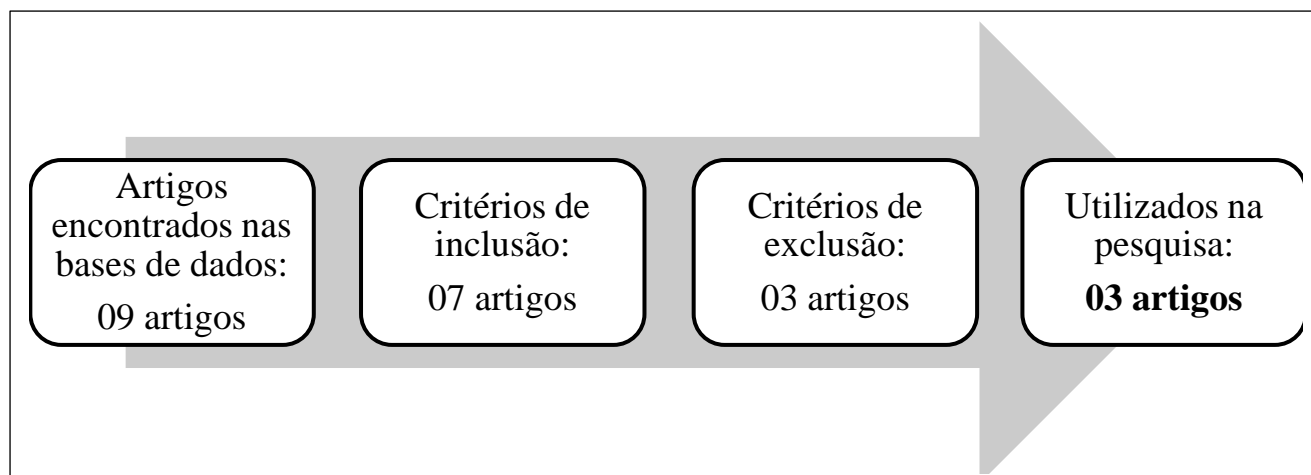 Artigos
encontrados nas
bases de dados:
09 artigos
Critérios de
inclusão:
07 artigos
Critérios de
exclusão:
03 artigos
Utilizados na
pesquisa:
03 artigos